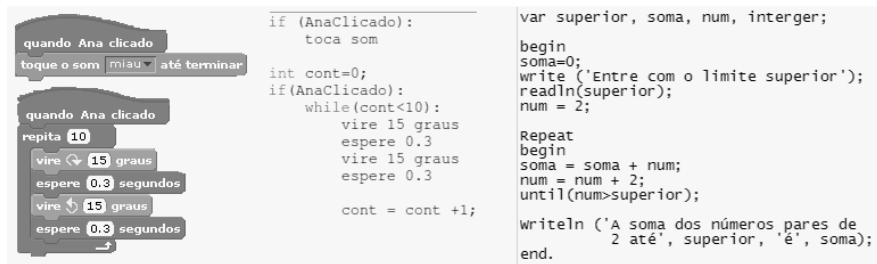 quando Ana clicado
toque o som miau até terminar
quando Ana clicado
repita 10
vire 15 graus
espere 0.3 segundos
vire 15 graus
espere 0.3 segundos
if (AnaClicado):
toca som
int cont=0;
if(AnaClicado):
while(cont<10):
vire 15 graus
espere 0.3
vire 15 graus
espere 0.3
cont = cont +1;
var superior, soma, num, interger;
begin
soma=0;
write ('Entre com o limite superior');
readln(superior);
num = 2;
Repeat
begin
soma = soma + num;
num = num + 2;
until(num>superior);
writeln ('A soma dos números pares de
2 até', superior, 'é', soma);
end.